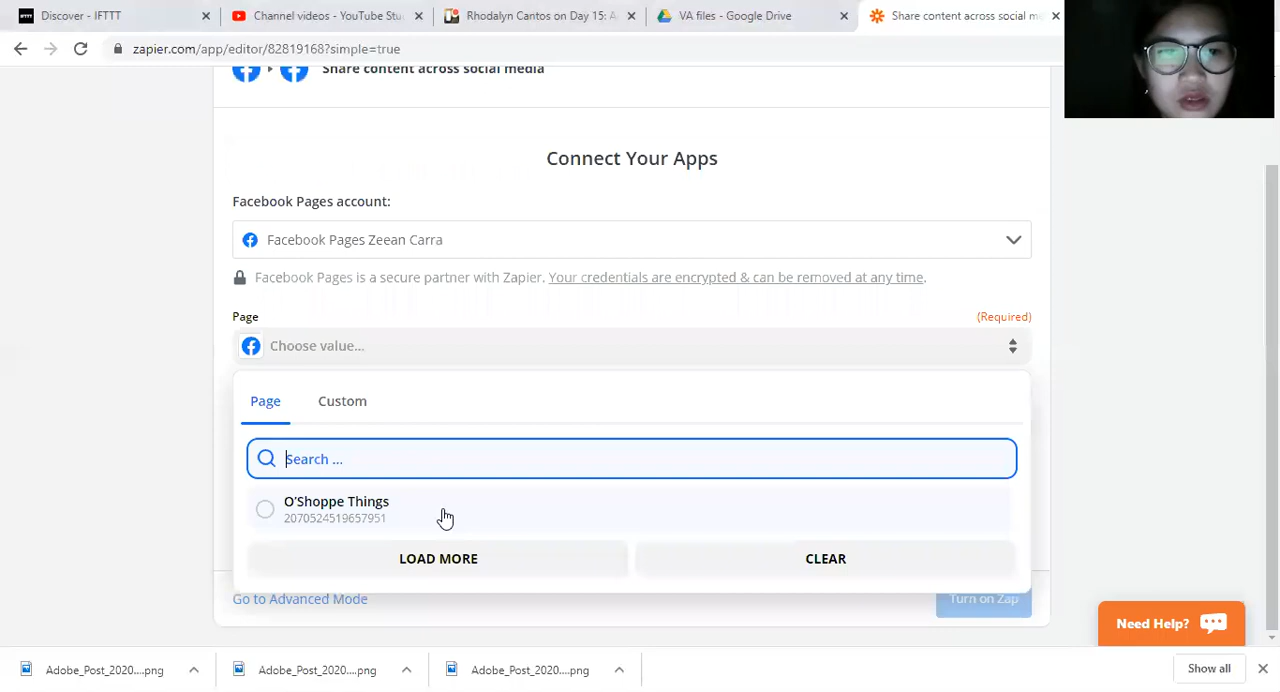 Discover - IFTTT
Channel videos - YouTube Stu
Rhodalyn Cantos on Day 15: A
VA files - Google Drive
Share content across social me
zapier.com/app/editor/82819168?simple=true
Share content across social media
Connect Your Apps
Facebook Pages account:
Facebook Pages Zeean Carra
Facebook Pages is a secure partner with Zapier. Your credentials are encrypted & can be removed at any time.
Page
(Required)
Choose value...
Page
Custom
Search ...
O'Shoppe Things
2070524519657951
LOAD MORE
CLEAR
Go to Advanced Mode
Turn on Zap
Need Help?
Adobe_Post_2020....png
Adobe_Post_2020....png
Adobe_Post_2020....png
Show all